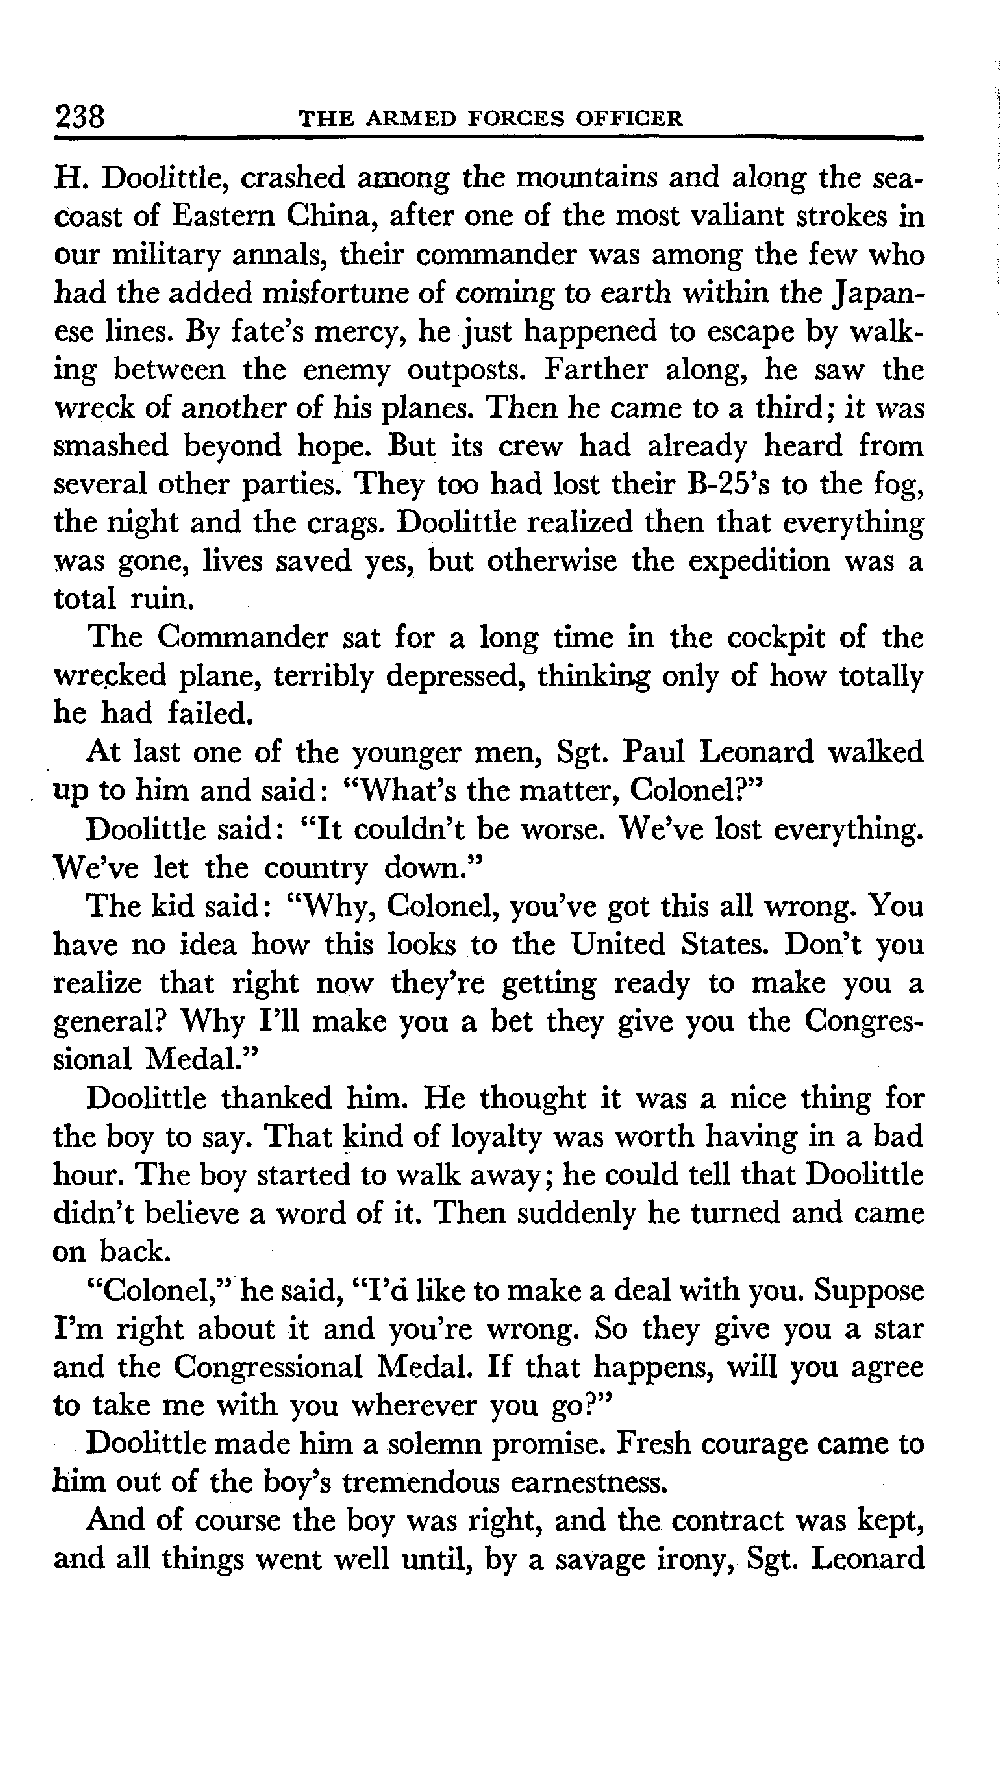 238 THE ARMED FORCES OFFICER
H. Doolittle, crashed among the mountains and along the sea-
coast of Eastern China, after one of the most valiant strokes in
our military annals, their commander was among the few who
had the added misfortune of coming to earth within the Japan-
ese lines. By fate's mercy, he just happened to escape by walk-
ing between the enemy outposts. Farther along, he saw the
wreck of another of his planes. Then he came to a third; it was
smashed beyond hope. But its crew had already heard from
several other parties. They too had lost their B-25's to the fog,
the night and the crags. Doolittle realized then that everything
was gone, lives saved yes, but otherwise the expedition was a
total ruin.
The Commander sat for a long time in the cockpit of the
wrecked plane, terribly depressed, thinking only of how totally
he had failed.
At last one of the younger men, Sgt. Paul Leonard walked
up to him and said: “What's the matter, Colonel?”
Doolittle said: “It couldn't be worse. We've lost everything.
We've let the country down.”
The kid said: “Why, Colonel, you've got this all wrong. You
have no idea how this looks to the United States. Don't you
realize that right now they're getting ready to make you a
general? Why I'll make you a bet they give you the Congres-
sional Medal.”
Doolittle thanked him. He thought it was a nice thing for
the boy to say. That kind of loyalty was worth having in a bad
hour. The boy started to walk away; he could tell that Doolittle
didn't believe a word of it. Then suddenly he turned and came
on back.
“Colonel,” he said, “I'd like to make a deal with you. Suppose
I'm right about it and you're wrong. So they give you a star
and the Congressional Medal. If that happens, will you agree
to take me with you wherever you go?”
Doolittle made him a solemn promise. Fresh courage came to
him out of the boy's tremendous earnestness.
And of course the boy was right, and the contract was kept,
and all things went well until, by a savage irony, Sgt. Leonard